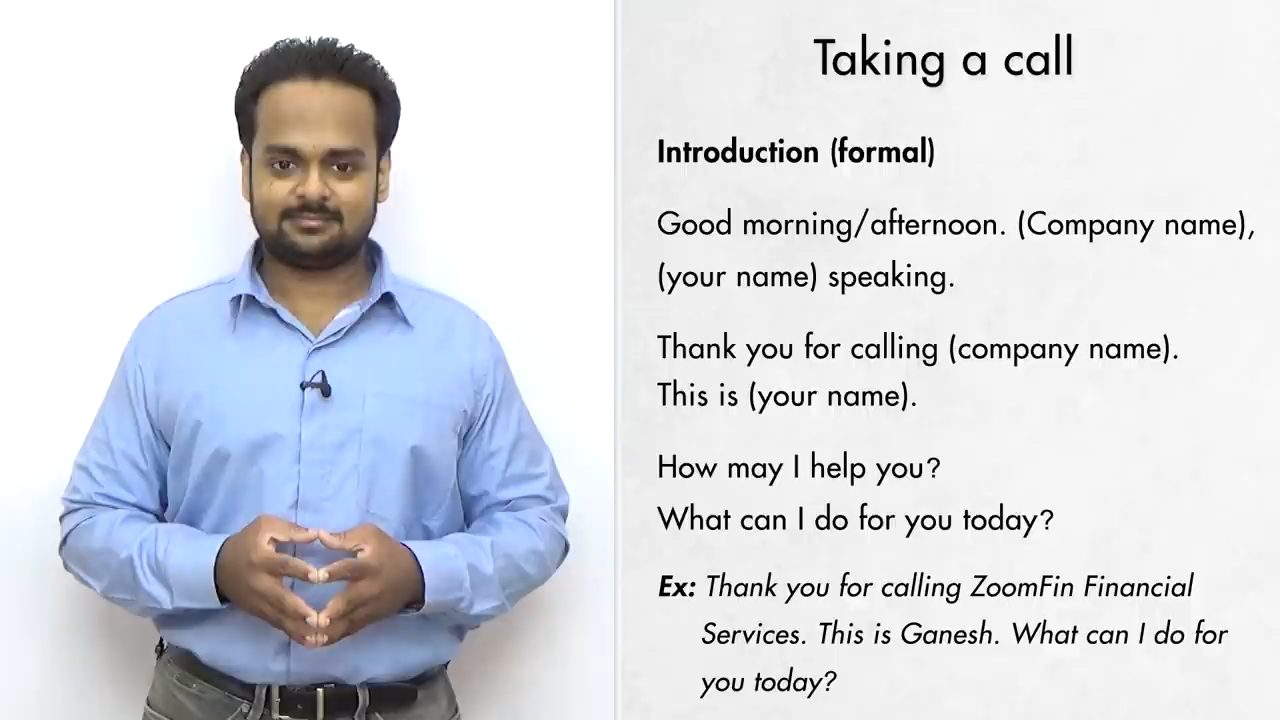 Taking a call
Introduction (formal)
Good morning/afternoon. (Company name),
(your name) speaking.
Thank you for calling (company name).
This is (your name).
How may I help you?
What can I do for you today?
Ex: Thank you for calling ZoomFin Financial
Services. This is Ganesh. What can I do for
you today?